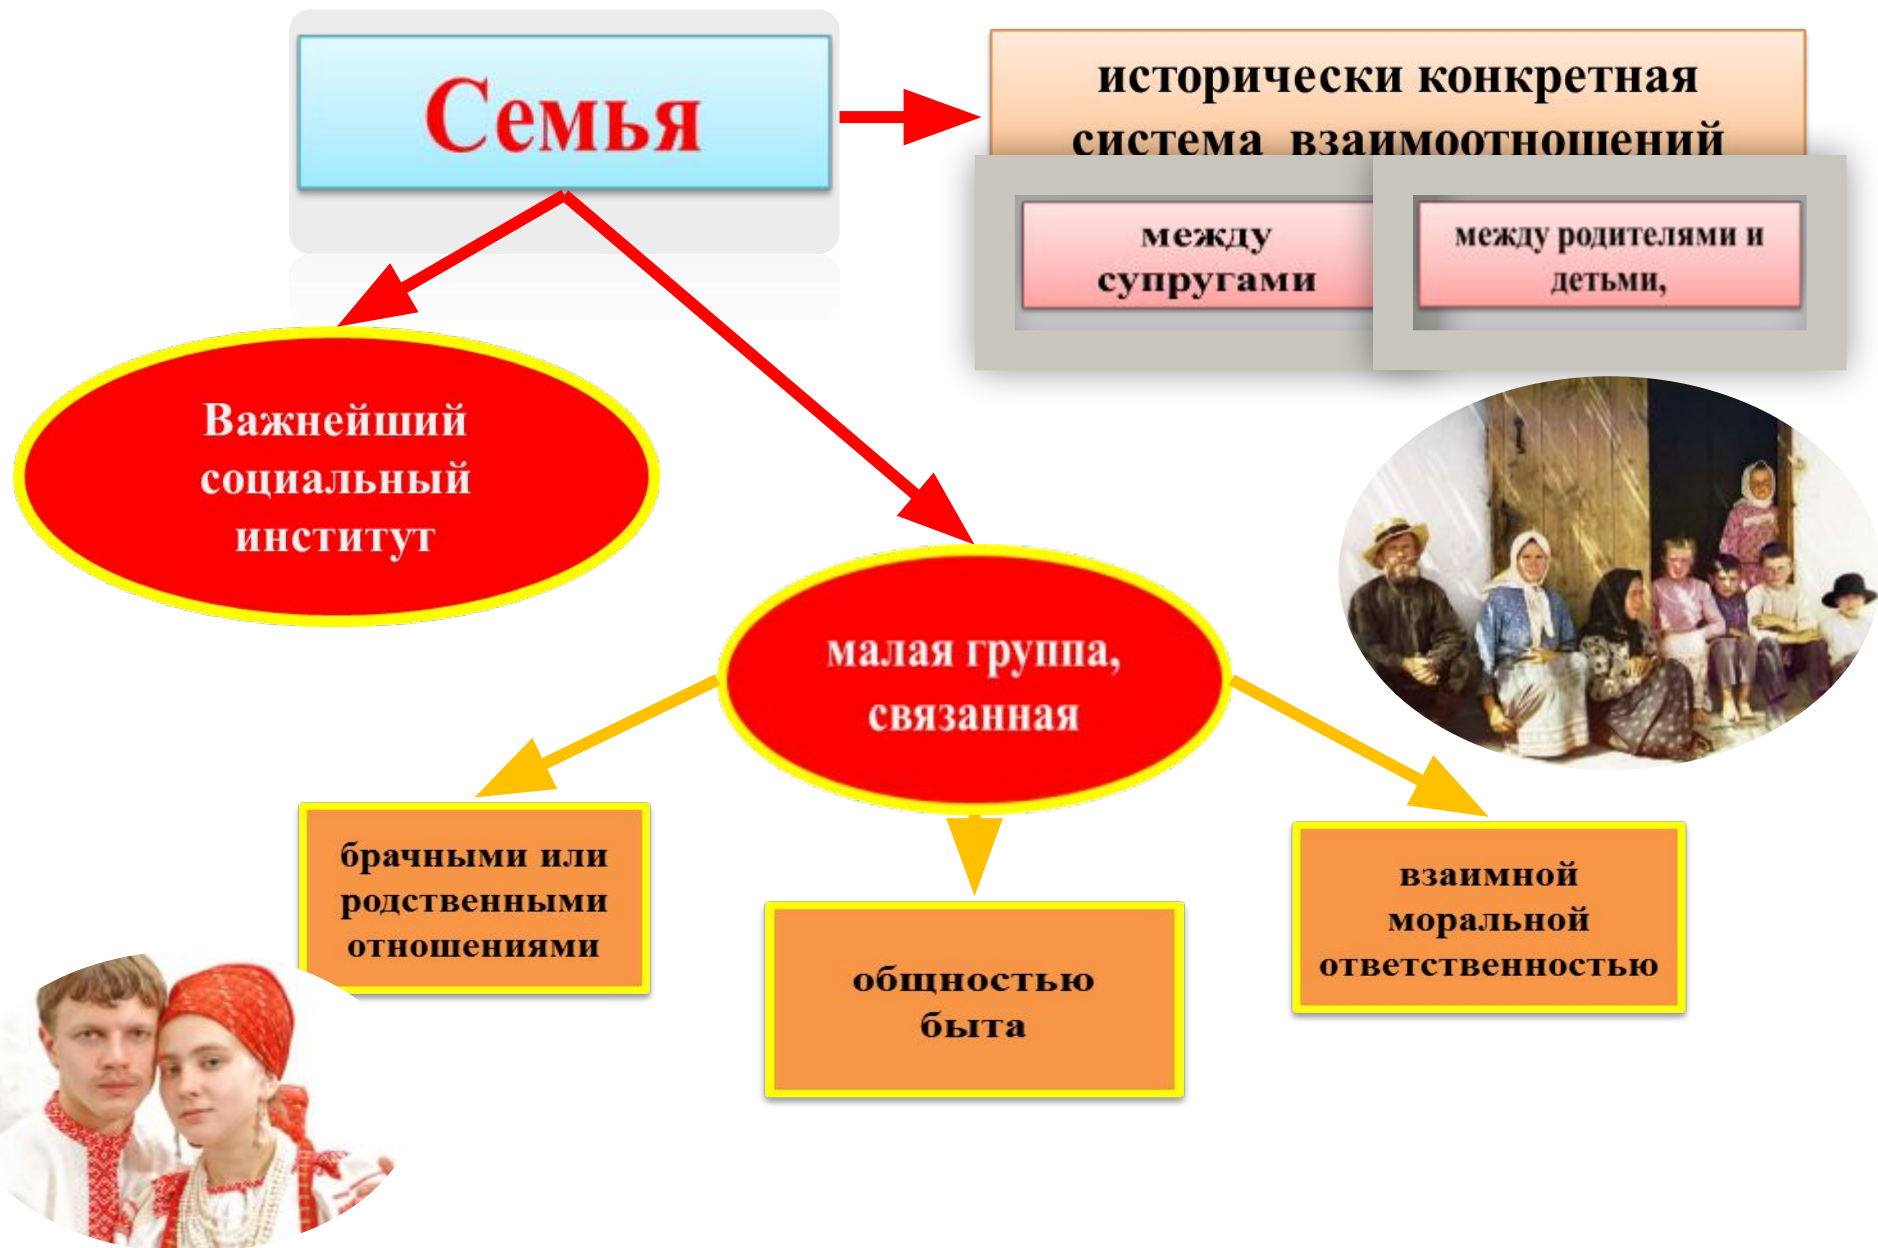 Семья
исторически конкретная
система взаимоотношений
между
супругами
между родителями и
детьми,
Важнейший
социальный
институт
малая группа,
связанная
брачными или
родственными
отношениями
общностью
быта
взаимной
моральной
ответственностью